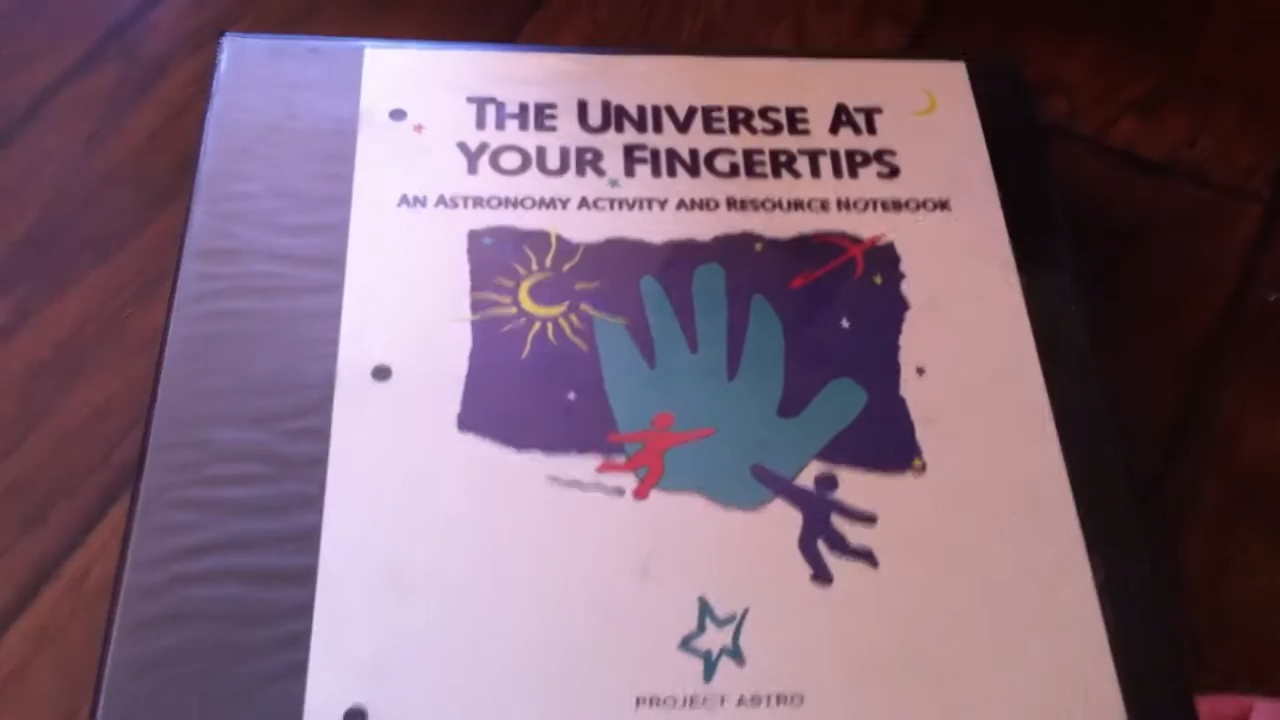 THE UNIVERSE AT
YOUR FINGERTIPS
AN ASTRONOMY ACTIVITY AND RESOURCE NOTEBOOK
PROJECT ASTRO